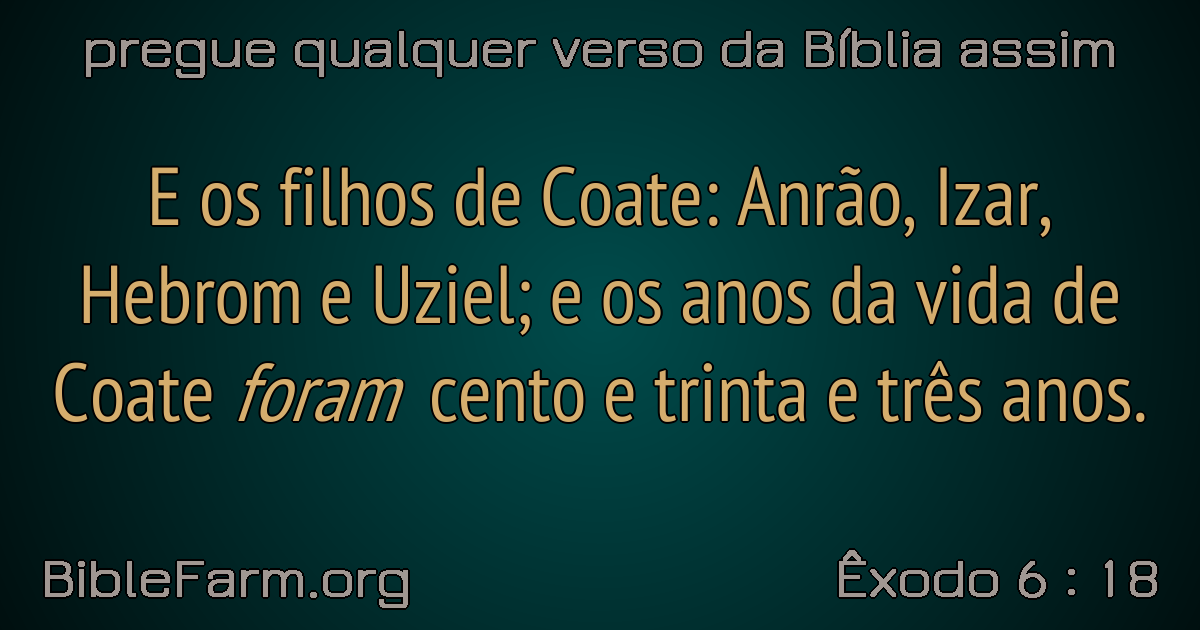 pregue qualquer verso da Bíblia assim
E os filhos de Coate: Anrão, Izar,
Hebrom e Uziel; e os anos da vida de
Coate foram cento e trinta e três anos.
BibleFarm.org
Êxodo 6 : 18